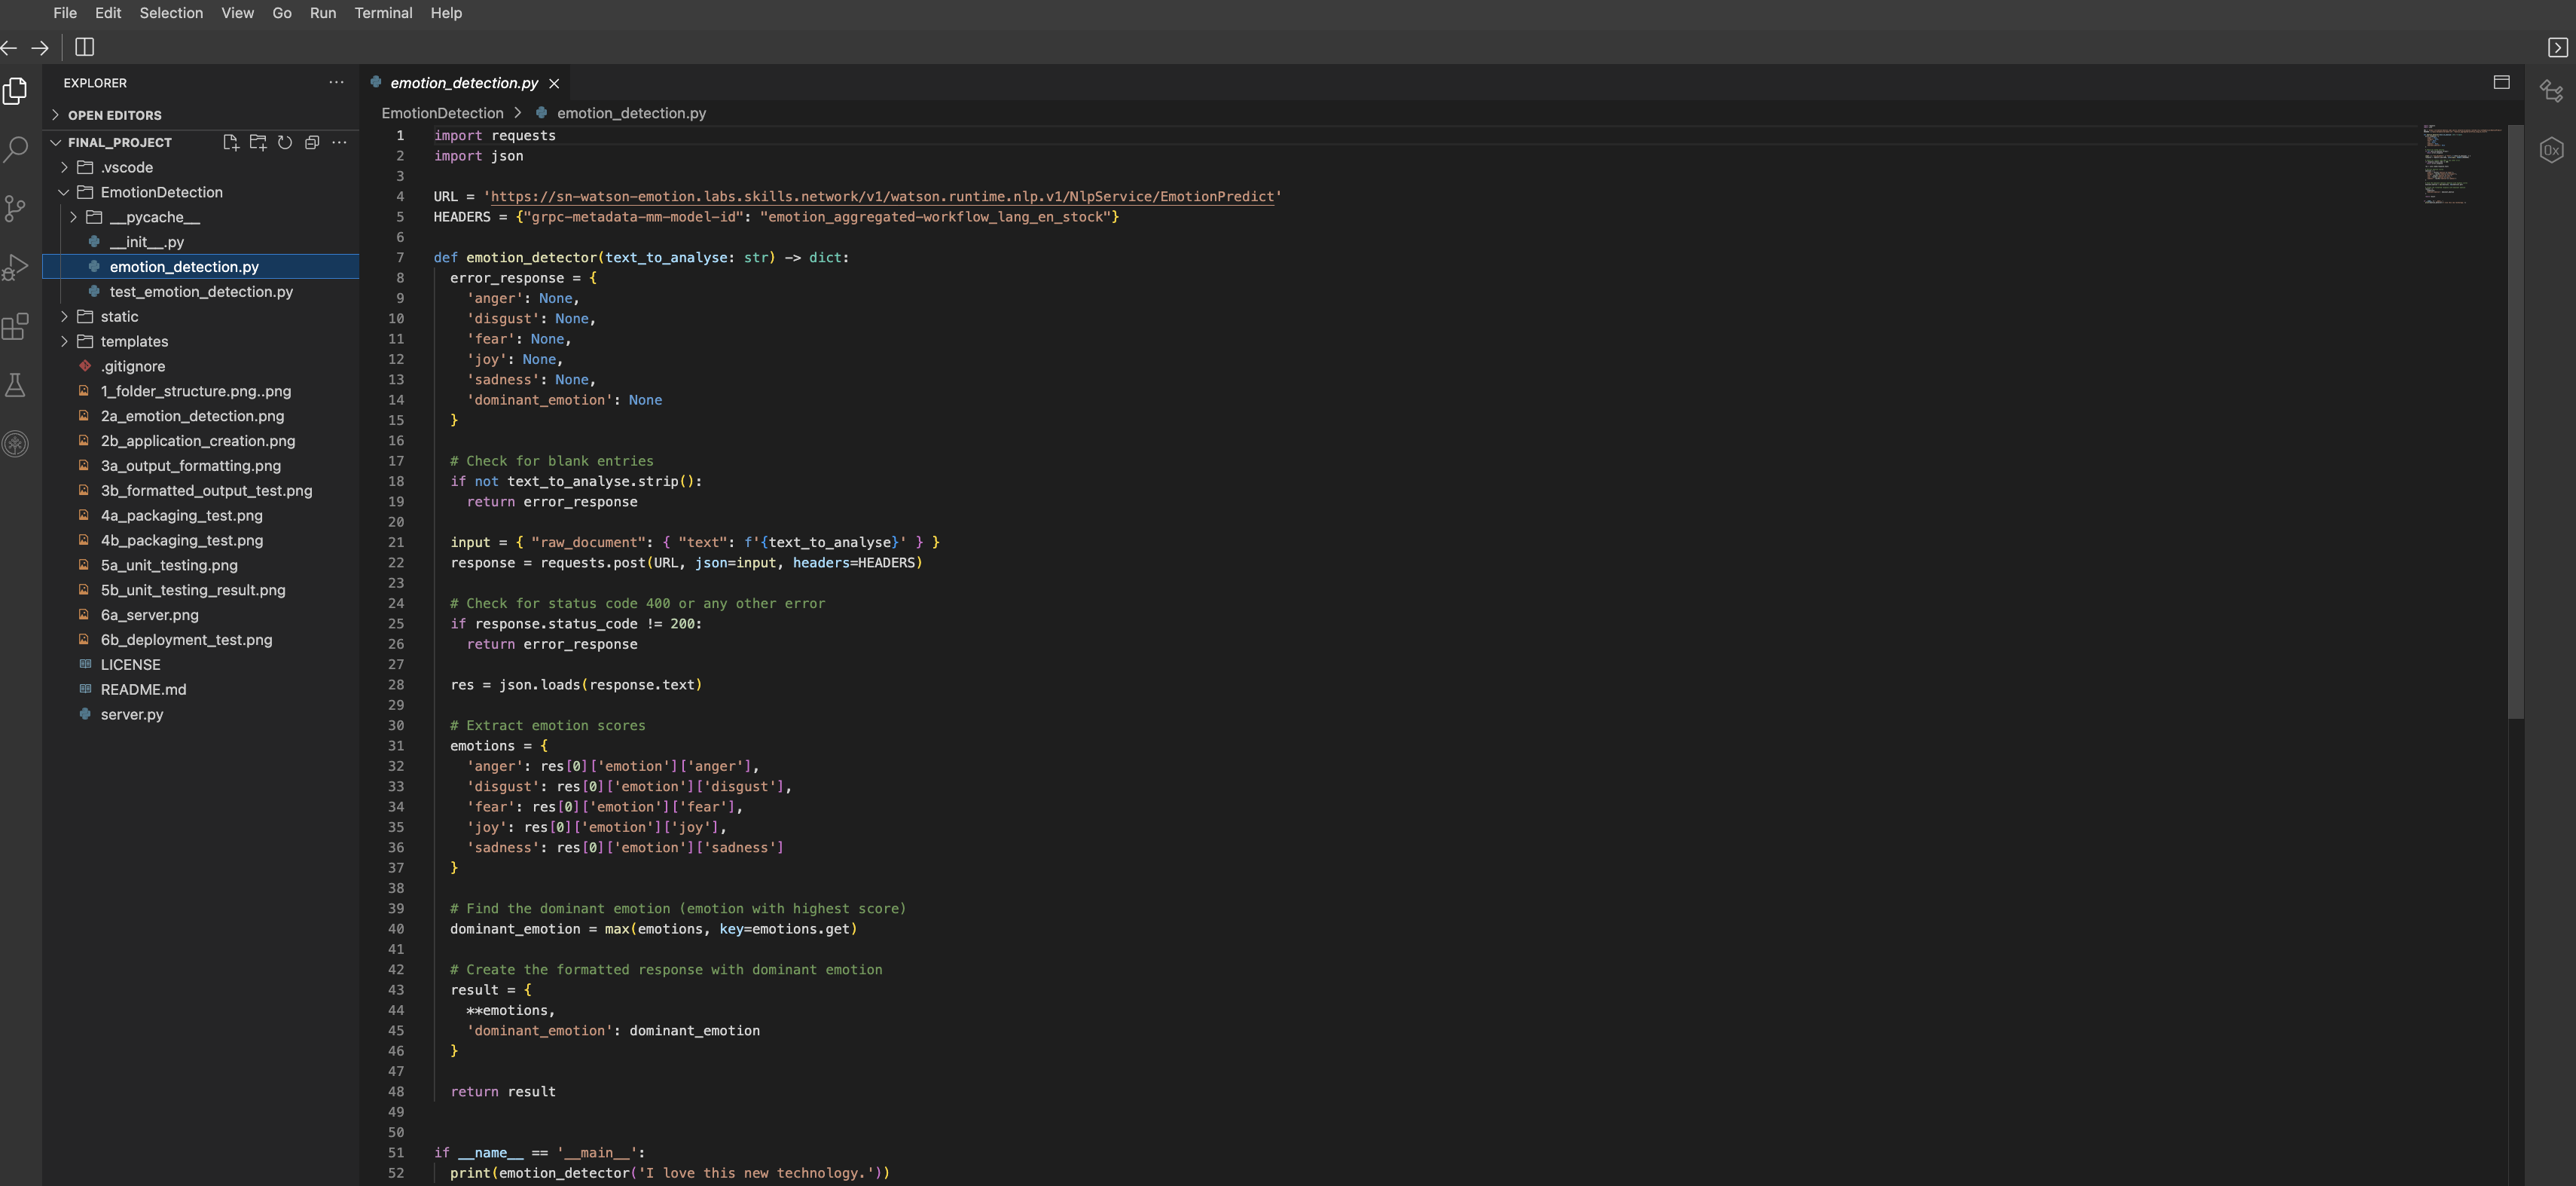 File Edit Selection View Go Run Terminal Help
EXPLORER
OPEN EDITORS
FINAL_PROJECT
.vscode
EmotionDetection
__pycache__
__init__.py
emotion_detection.py
test_emotion_detection.py
static
templates
.gitignore
1_folder_structure.png..png
2a_emotion_detection.png
2b_application_creation.png
3a_output_formatting.png
3b_formatted_output_test.png
4a_packaging_test.png
4b_packaging_test.png
5a_unit_testing.png
5b_unit_testing_result.png
6a_server.png
6b_deployment_test.png
LICENSE
README.md
server.py
emotion_detection.py
EmotionDetection > emotion_detection.py
1 import requests
2 import json
3
4 URL = 'https://sn-watson-emotion.labs.skills.network/v1/watson.runtime.nlp.v1/NlpService/EmotionPredict'
5 HEADERS = {"grpc-metadata-mm-model-id": "emotion_aggregated-workflow_lang_en_stock"}
6
7 def emotion_detector(text_to_analyse: str) -> dict:
8   error_response = {
9     'anger': None,
10     'disgust': None,
11     'fear': None,
12     'joy': None,
13     'sadness': None,
14     'dominant_emotion': None
15   }
16
17   # Check for blank entries
18   if not text_to_analyse.strip():
19     return error_response
20
21   input = { "raw_document": { "text": f'{text_to_analyse}' } }
22   response = requests.post(URL, json=input, headers=HEADERS)
23
24   # Check for status code 400 or any other error
25   if response.status_code != 200:
26     return error_response
27
28   res = json.loads(response.text)
29
30   # Extract emotion scores
31   emotions = {
32     'anger': res[0]['emotion']['anger'],
33     'disgust': res[0]['emotion']['disgust'],
34     'fear': res[0]['emotion']['fear'],
35     'joy': res[0]['emotion']['joy'],
36     'sadness': res[0]['emotion']['sadness']
37   }
38
39   # Find the dominant emotion (emotion with highest score)
40   dominant_emotion = max(emotions, key=emotions.get)
41
42   # Create the formatted response with dominant emotion
43   result = {
44     **emotions,
45     'dominant_emotion': dominant_emotion
46   }
47
48   return result
49
50
51 if __name__ == '__main__':
52   print(emotion_detector('I love this new technology.'))
0x